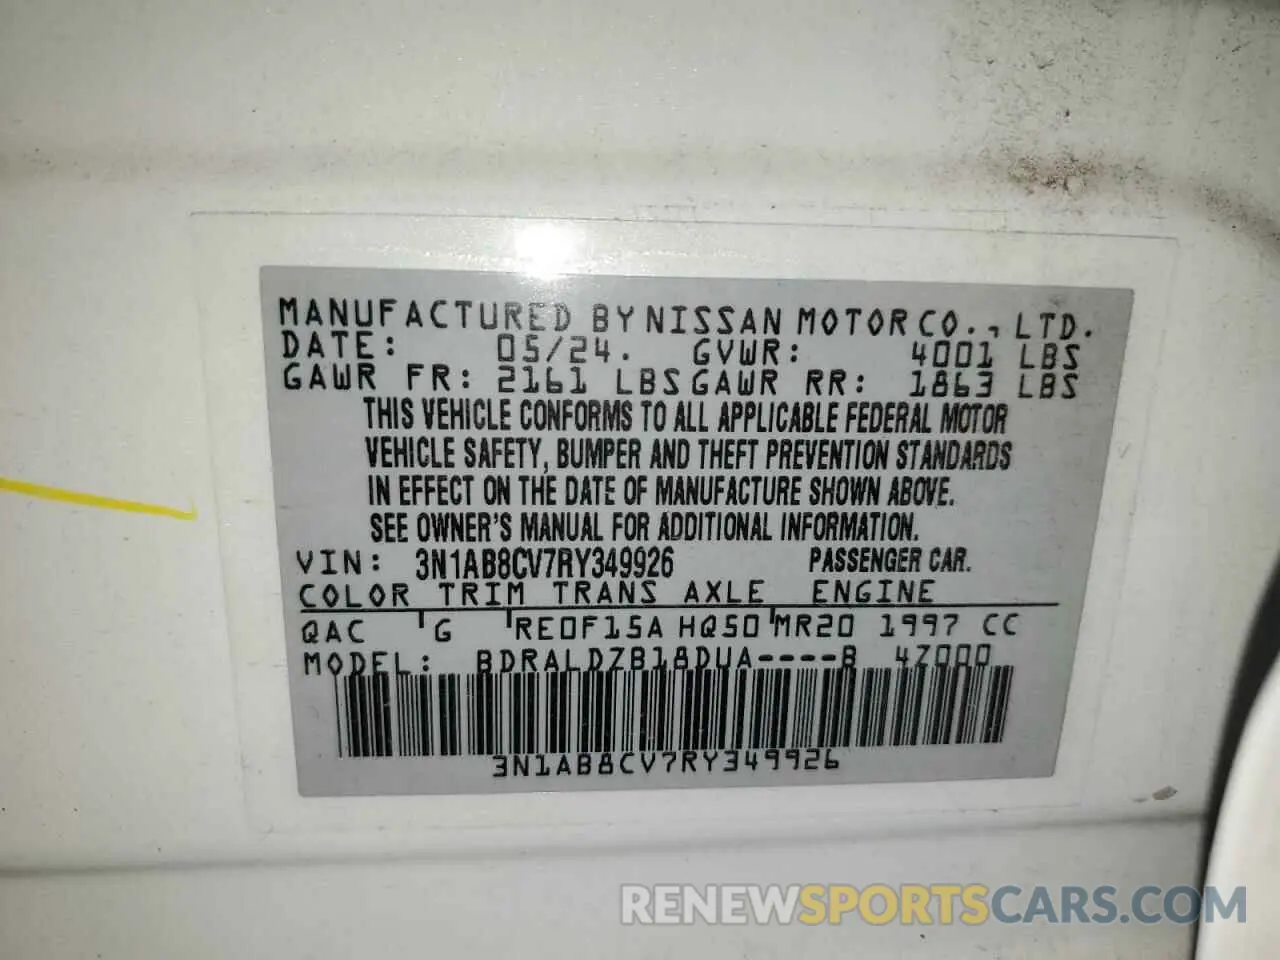 MANUFACTURED BY NISSAN MOTOR CO., LTD.
DATE: 05/24. GVWR: 4001 LBS
GAWR FR: 2161 LBS GAWR RR: 1863 LBS
THIS VEHICLE CONFORMS TO ALL APPLICABLE FEDERAL MOTOR
VEHICLE SAFETY, BUMPER AND THEFT PREVENTION STANDARDS
IN EFFECT ON THE DATE OF MANUFACTURE SHOWN ABOVE.
SEE OWNER'S MANUAL FOR ADDITIONAL INFORMATION.
VIN: 3N1AB8CV7RY349926 PASSENGER CAR.
COLOR TRIM TRANS AXLE ENGINE
QAC G RE0F15A HQ50 MR20 1997 CC
MODEL: BDRALDZB18DUA----B 4Z000
3N1AB8CV7RY349926
RENEWSPORTSCARS.COM